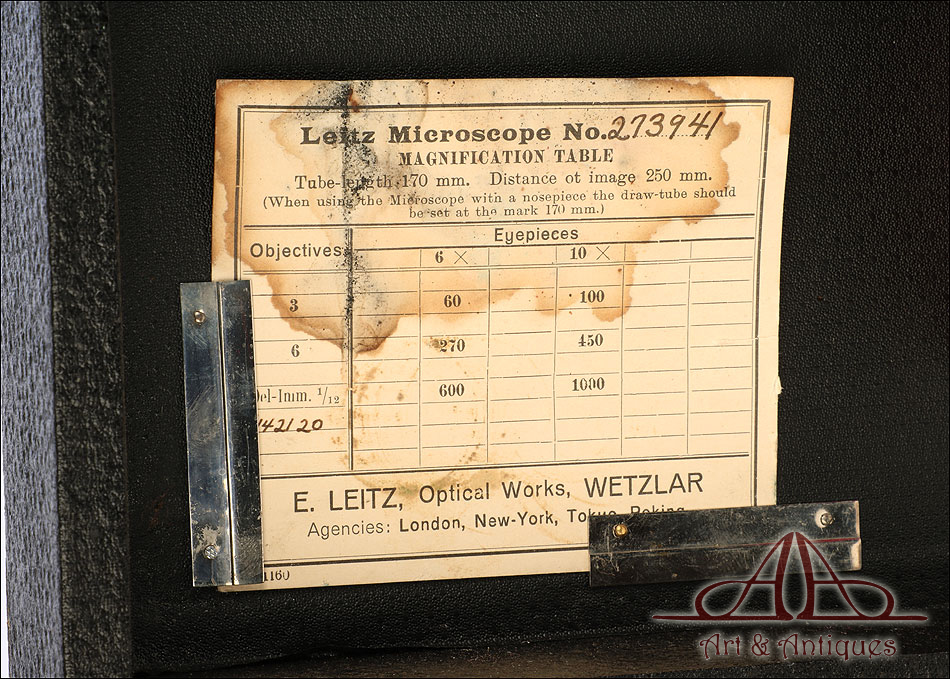 Leitz Microscope No. 273941
MAGNIFICATION TABLE
Tube-length 170 mm. Distance ot image 250 mm.
(When using the Microscope with a nosepiece the draw-tube should
be set at the mark 170 mm.)
Objectives Eyepieces
6 × 10 ×
3 60 100
6 270 450
Oel-Imm. 1/12 600 1000
42120
E. LEITZ, Optical Works, WETZLAR
Agencies: London, New-York, Tokyo, Peking
1160
Art & Antiques